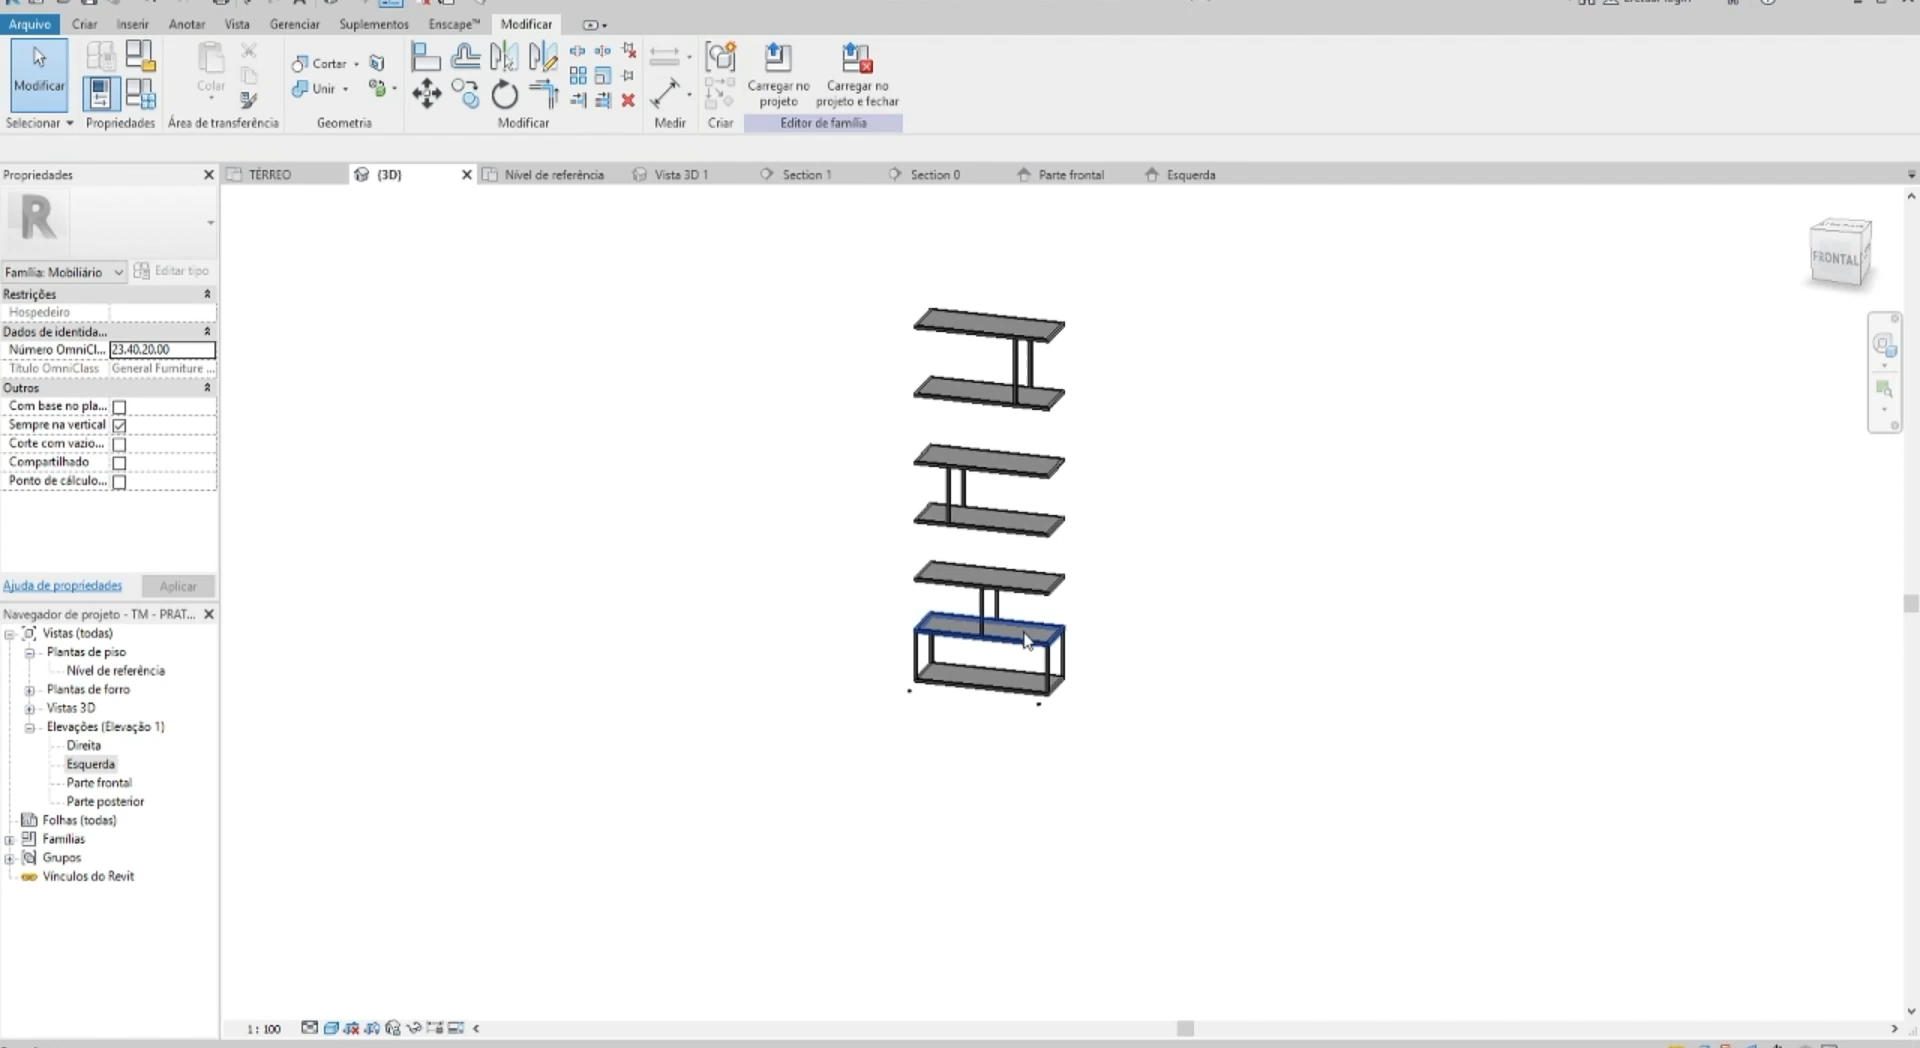 Arquivo Criar Inserir Anotar Vista Gerenciar Suplementos Enscape™ Modificar
Modificar
Colar
Cortar
Unir
Carregar no projeto
Carregar no projeto e fechar
Selecionar Propriedades Área de transferência Geometria Modificar Medir Criar Editor de família
Propriedades
TÉRREO {3D} Nível de referência Vista 3D 1 Section 1 Section 0 Parte frontal Esquerda
R
FRONTAL
Família: Mobiliário Editar tipo
Restrições
Hospedeiro
Dados de identida...
Número OmniCl... 23.40.20.00
Título OmniClass General Furniture ...
Outros
Com base no pla...
Sempre na vertical
Corte com vazio...
Compartilhado
Ponto de cálculo...
Ajuda de propriedades Aplicar
Navegador de projeto - TM - PRAT...
Vistas (todas)
Plantas de piso
Nível de referência
Plantas de forro
Vistas 3D
Elevações (Elevação 1)
Direita
Esquerda
Parte frontal
Parte posterior
Folhas (todas)
Famílias
Grupos
Vínculos do Revit
1 : 100